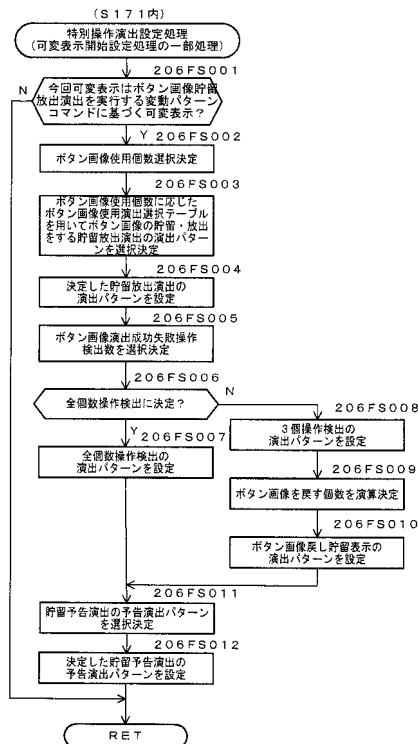 (S171内)
特別操作演出設定処理
(可変表示開始設定処理の一部処理)
206FS001
N
今回可変表示はボタン画像貯留
放出演出を実行する変動パターン
コマンドに基づく可変表示?
Y
206FS002
ボタン画像使用個数選択決定
206FS003
ボタン画像使用個数に応じた
ボタン画像使用演出選択テーブル
を用いてボタン画像の貯留・放出
をする貯留放出演出の演出パター
ンを選択決定
206FS004
決定した貯留放出演出の
演出パターンを設定
206FS005
ボタン画像演出成功失敗操作
検出数を選択決定
206FS006
全個数操作検出に決定?
N
Y
206FS007
全個数操作検出の
演出パターンを設定
206FS008
3個操作検出の
演出パターンを設定
206FS009
ボタン画像を戻す個数を演算決定
206FS010
ボタン画像戻し貯留表示の
演出パターンを設定
206FS011
貯留予告演出の予告演出パターン
を選択決定
206FS012
決定した貯留予告演出の
予告演出パターンを設定
RET